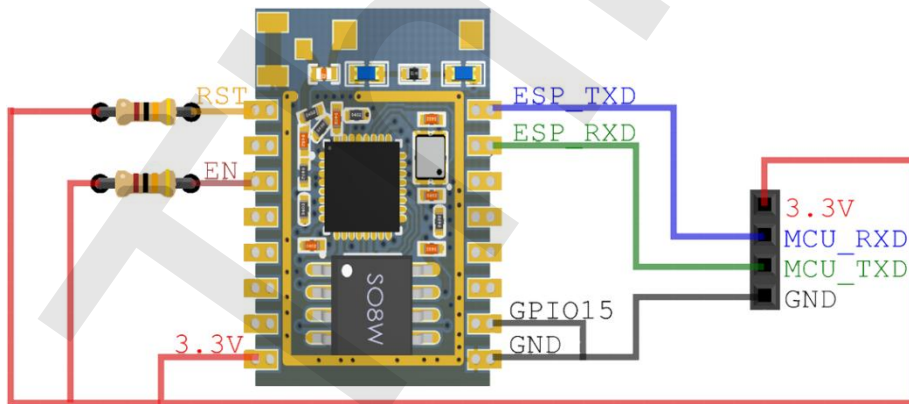 RST
EN
3.3V
SO8W
ESP_TXD
ESP_RXD
GPIO15
GND
3.3V
MCU_RXD
MCU_TXD
GND